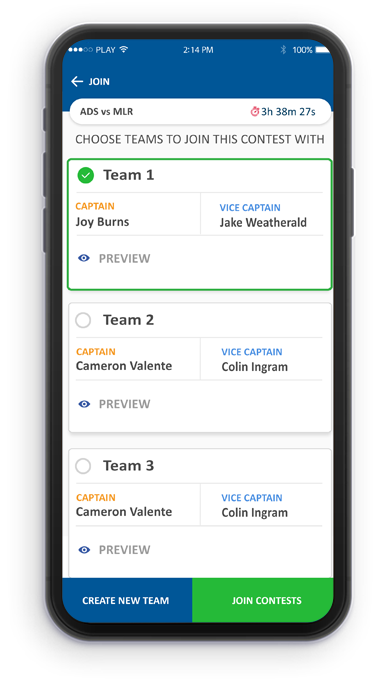 PLAY 2:14 PM 100%
JOIN
ADS vs MLR 3h 38m 27s
CHOOSE TEAMS TO JOIN THIS CONTEST WITH
Team 1
CAPTAIN VICE CAPTAIN
Joy Burns Jake Weatherald
PREVIEW
Team 2
CAPTAIN VICE CAPTAIN
Cameron Valente Colin Ingram
PREVIEW
Team 3
CAPTAIN VICE CAPTAIN
Cameron Valente Colin Ingram
PREVIEW
CREATE NEW TEAM JOIN CONTESTS